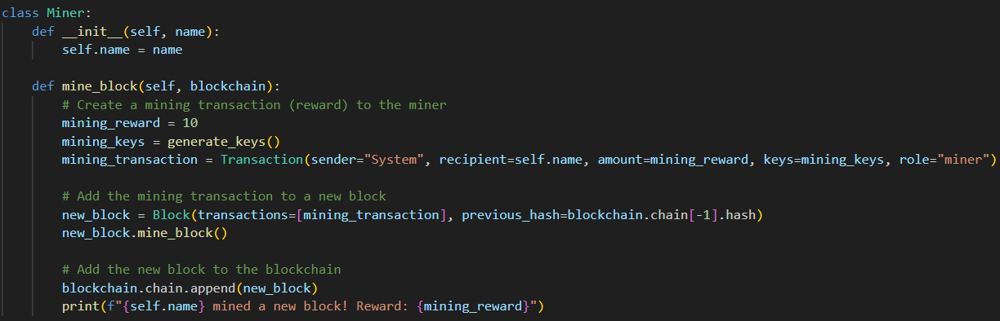 class Miner:
    def __init__(self, name):
        self.name = name

    def mine_block(self, blockchain):
        # Create a mining transaction (reward) to the miner
        mining_reward = 10
        mining_keys = generate_keys()
        mining_transaction = Transaction(sender="System", recipient=self.name, amount=mining_reward, keys=mining_keys, role="miner")

        # Add the mining transaction to a new block
        new_block = Block(transactions=[mining_transaction], previous_hash=blockchain.chain[-1].hash)
        new_block.mine_block()

        # Add the new block to the blockchain
        blockchain.chain.append(new_block)
        print(f"{self.name} mined a new block! Reward: {mining_reward}")